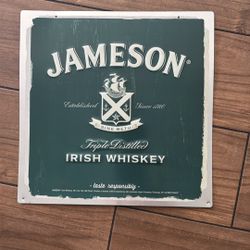 JAMESON®
Established Since 1780
SINE METU
Triple Distilled
IRISH WHISKEY
taste responsibly